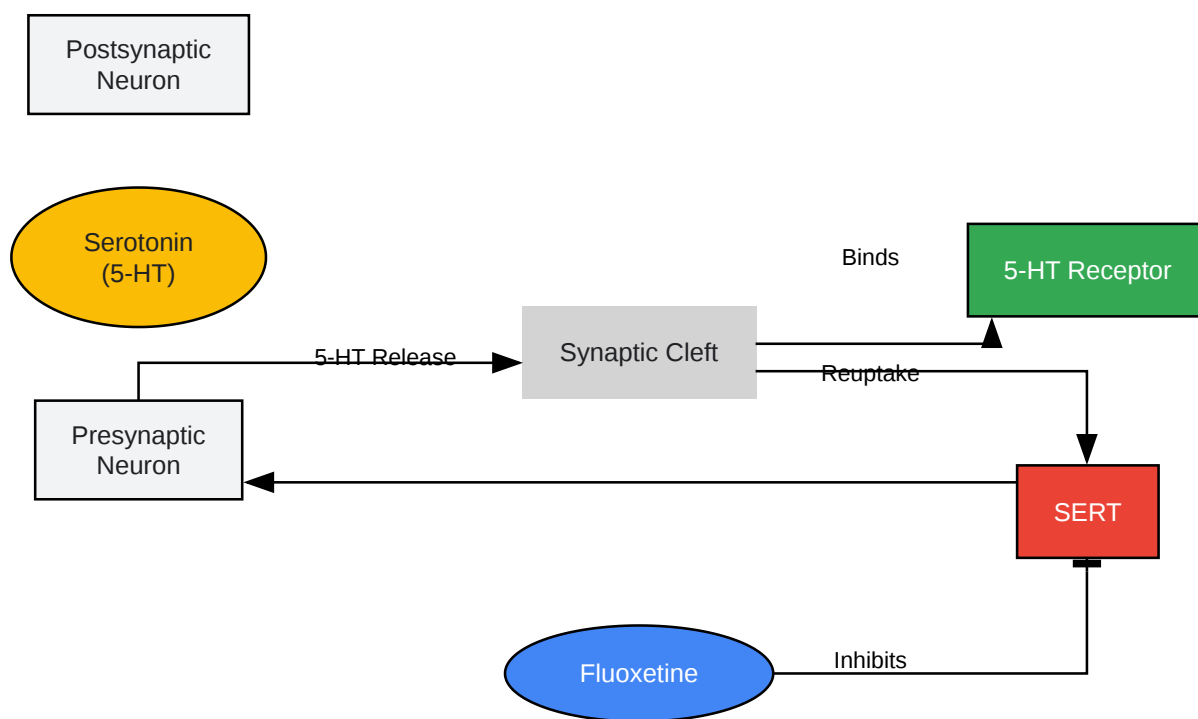 Postsynaptic
Neuron
Serotonin
(5-HT)
Binds
5-HT Receptor
5-HT Release
Synaptic Cleft
Reuptake
Presynaptic
Neuron
SERT
Fluoxetine
Inhibits